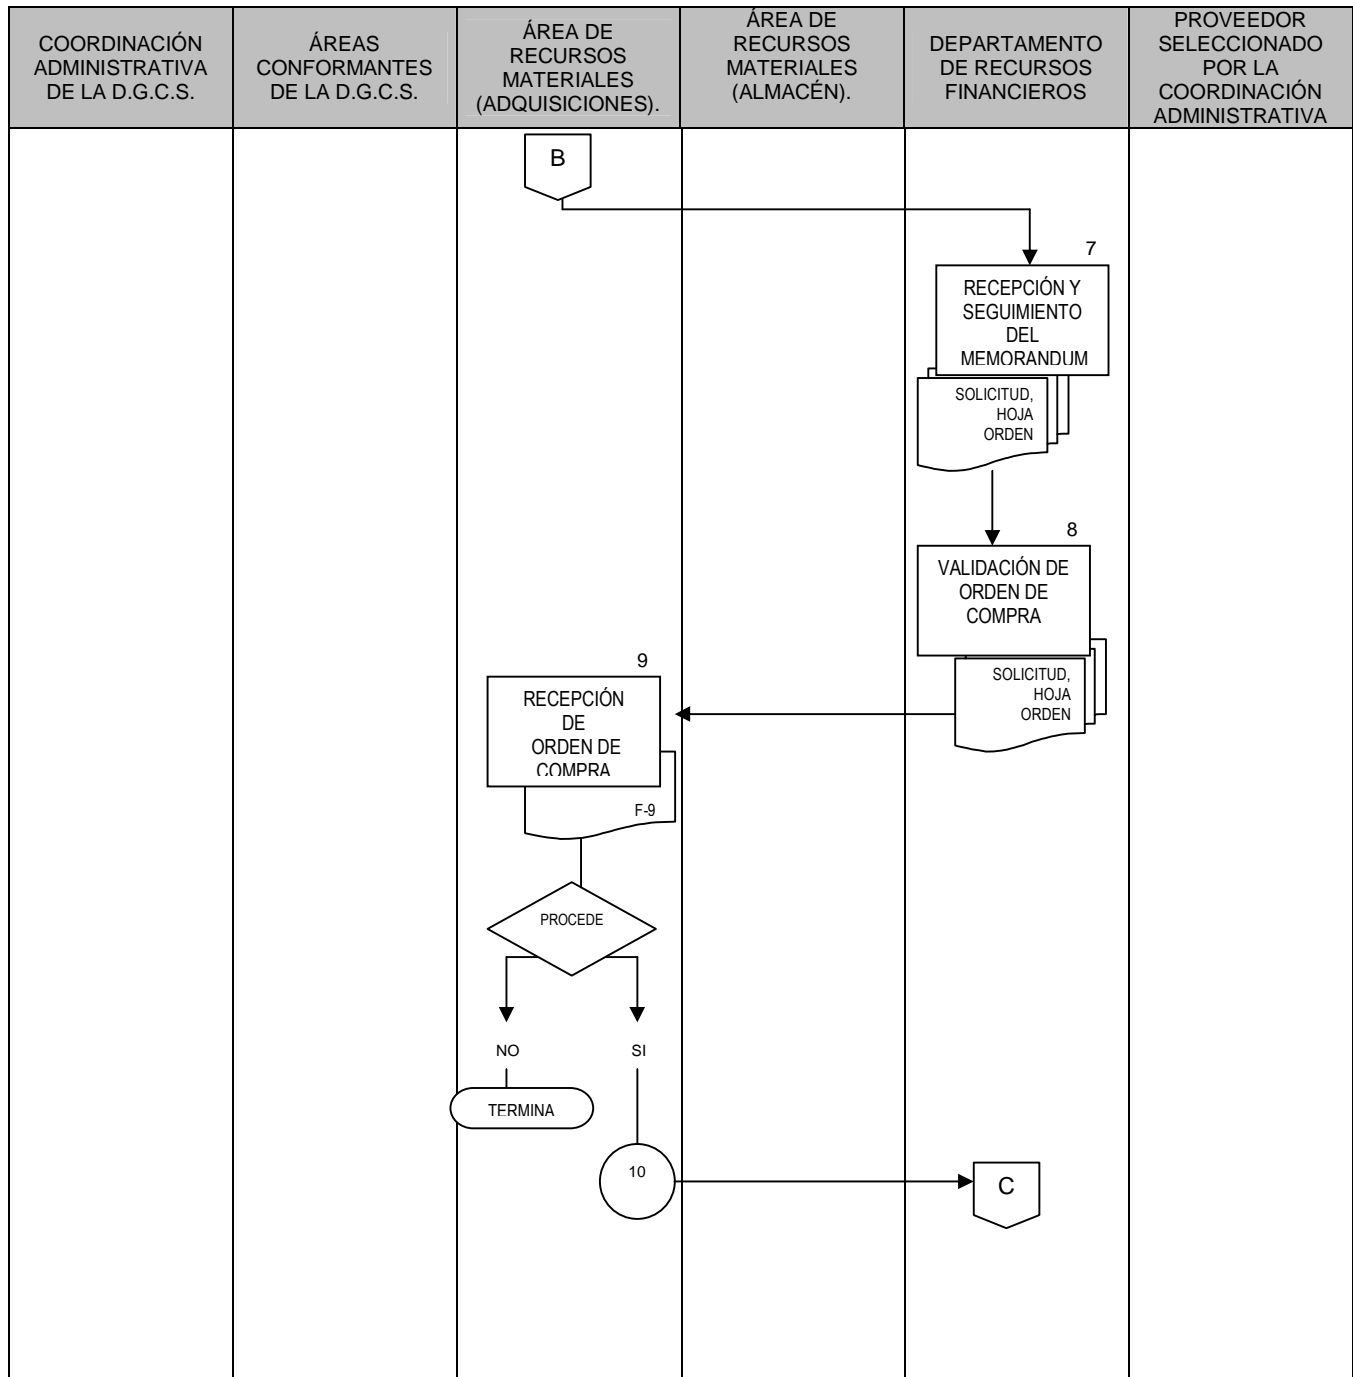 COORDINACIÓN
ADMINISTRATIVA
DE LA D.G.C.S.
ÁREAS
CONFORMANTES
DE LA D.G.C.S.
ÁREA DE
RECURSOS
MATERIALES
(ADQUISICIONES).
ÁREA DE
RECURSOS
MATERIALES
(ALMACÉN).
DEPARTAMENTO
DE RECURSOS
FINANCIEROS
PROVEEDOR
SELECCIONADO
POR LA
COORDINACIÓN
ADMINISTRATIVA
B
7
RECEPCIÓN Y
SEGUIMIENTO
DEL
MEMORANDUM
SOLICITUD,
HOJA
ORDEN
8
VALIDACIÓN DE
ORDEN DE
COMPRA
SOLICITUD,
HOJA
ORDEN
9
RECEPCIÓN
DE
ORDEN DE
COMPRA
F-9
PROCEDE
NO
SI
TERMINA
10
C